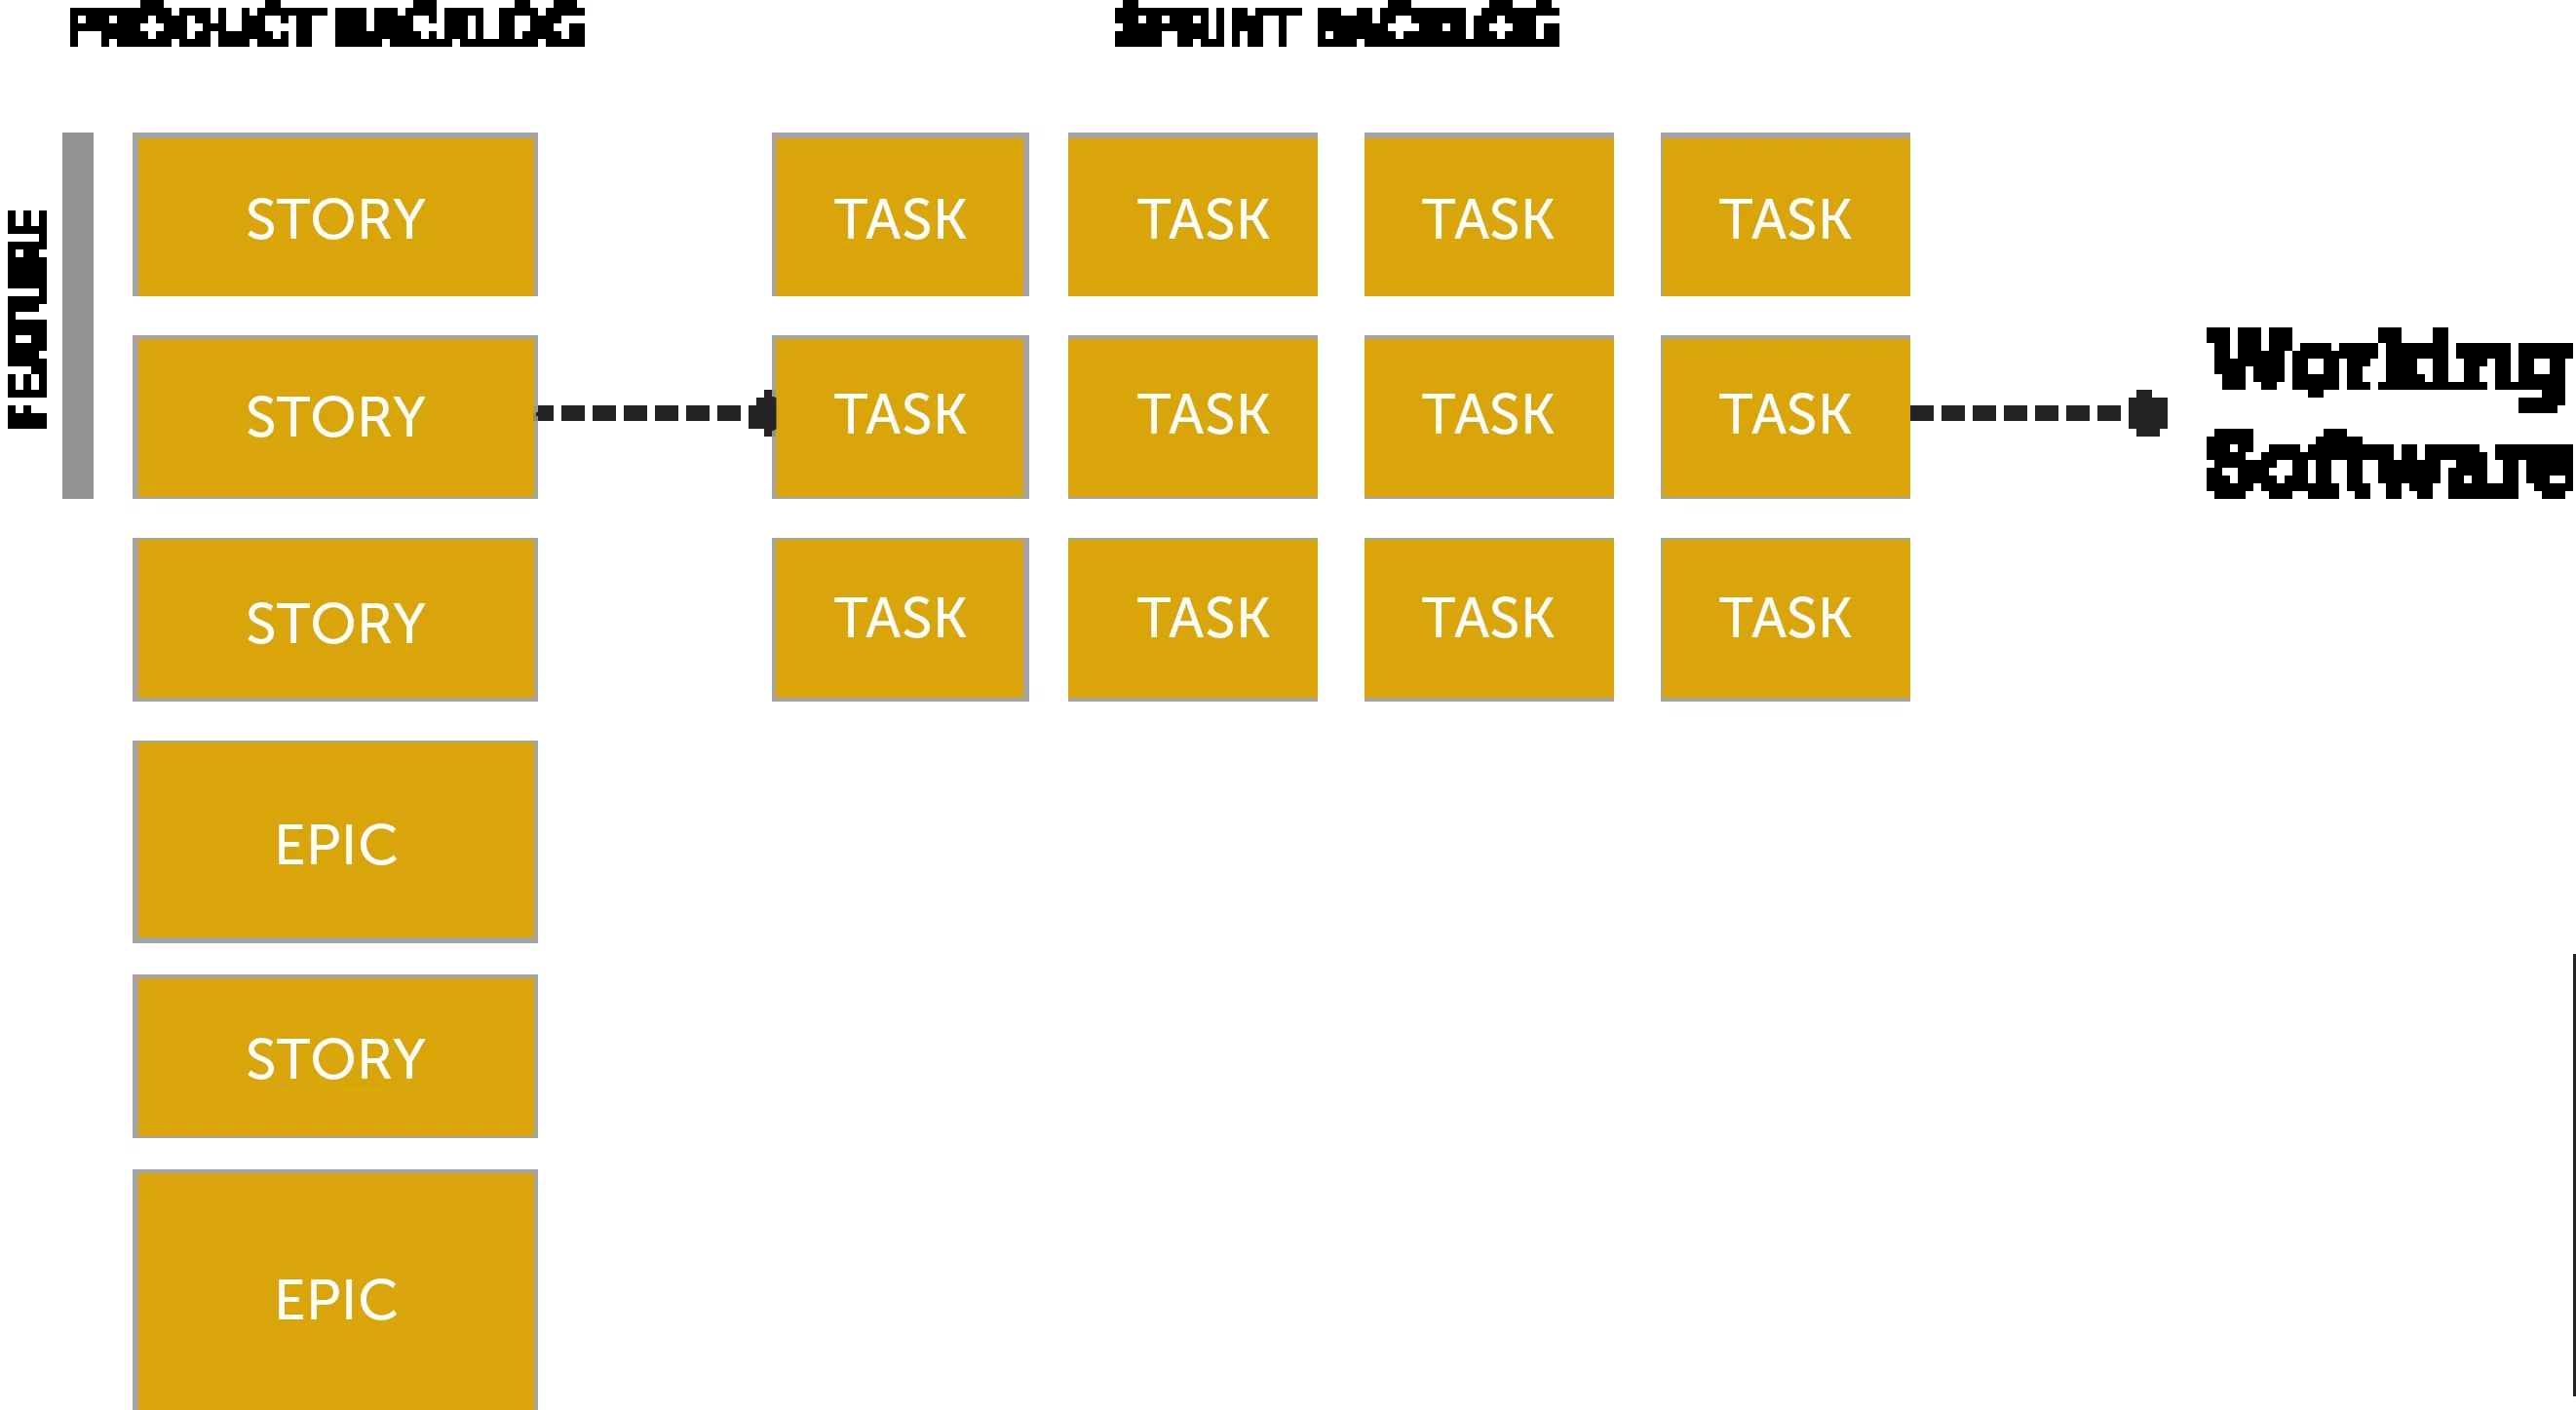 PRODUCT BACKLOG
SPRINT BACKLOG
FEATURE
STORY
TASK TASK TASK TASK
STORY
TASK TASK TASK TASK
Working
Software
STORY
TASK TASK TASK TASK
EPIC
STORY
EPIC